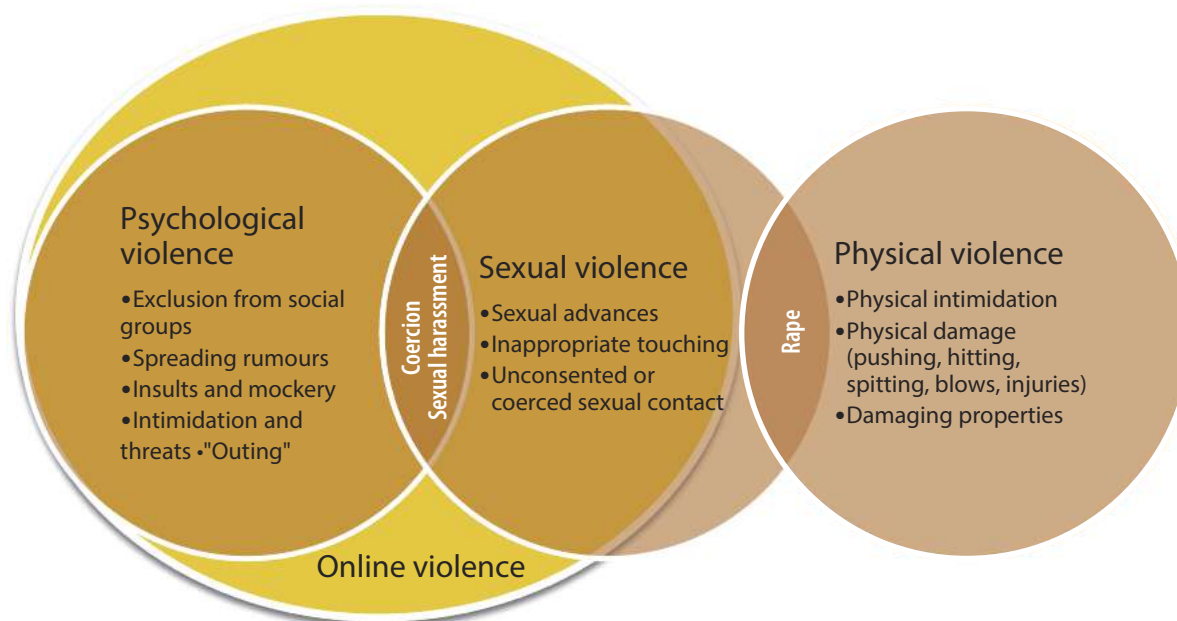 Psychological
violence
•Exclusion from social
groups
•Spreading rumours
•Insults and mockery
•Intimidation and
threats •"Outing"
Coercion
Sexual harassment
Sexual violence
•Sexual advances
•Inappropriate touching
•Unconsented or
coerced sexual contact
Rape
Physical violence
•Physical intimidation
•Physical damage
(pushing, hitting,
spitting, blows, injuries)
•Damaging properties
Online violence